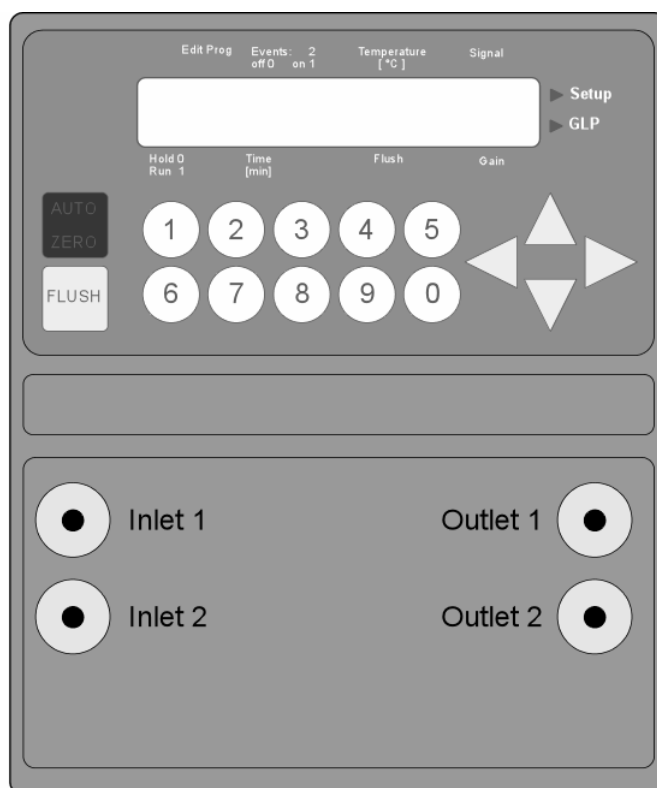 Edit Prog Events: 2 Temperature Signal
off 0 on 1 [ °C ]
Setup
GLP
Hold 0 Time Flush Gain
Run 1 [min]
AUTO
ZERO
1 2 3 4 5
FLUSH
6 7 8 9 0
Inlet 1 Outlet 1
Inlet 2 Outlet 2